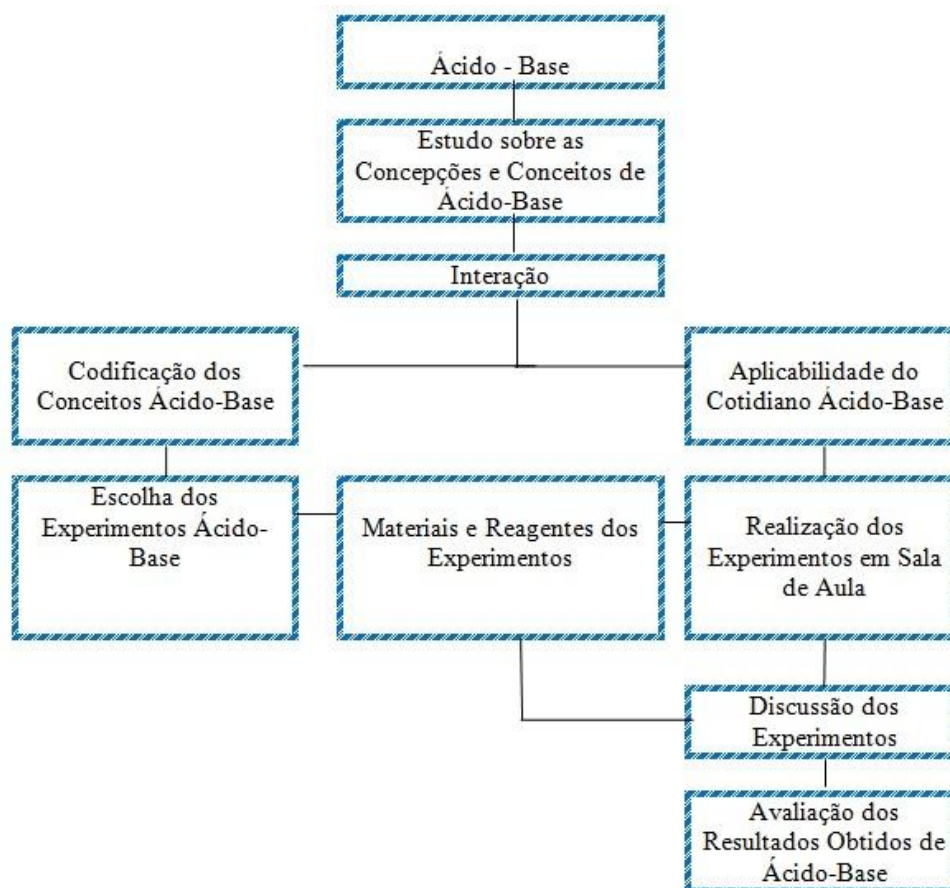 Ácido - Base
Estudo sobre as
Concepções e Conceitos de
Ácido-Base
Interação
Codificação dos
Conceitos Ácido-Base
Aplicabilidade do
Cotidiano Ácido-Base
Escolha dos
Experimentos Ácido-
Base
Materiais e Reagentes dos
Experimentos
Realização dos
Experimentos em Sala
de Aula
Discussão dos
Experimentos
Avaliação dos
Resultados Obtidos de
Ácido-Base